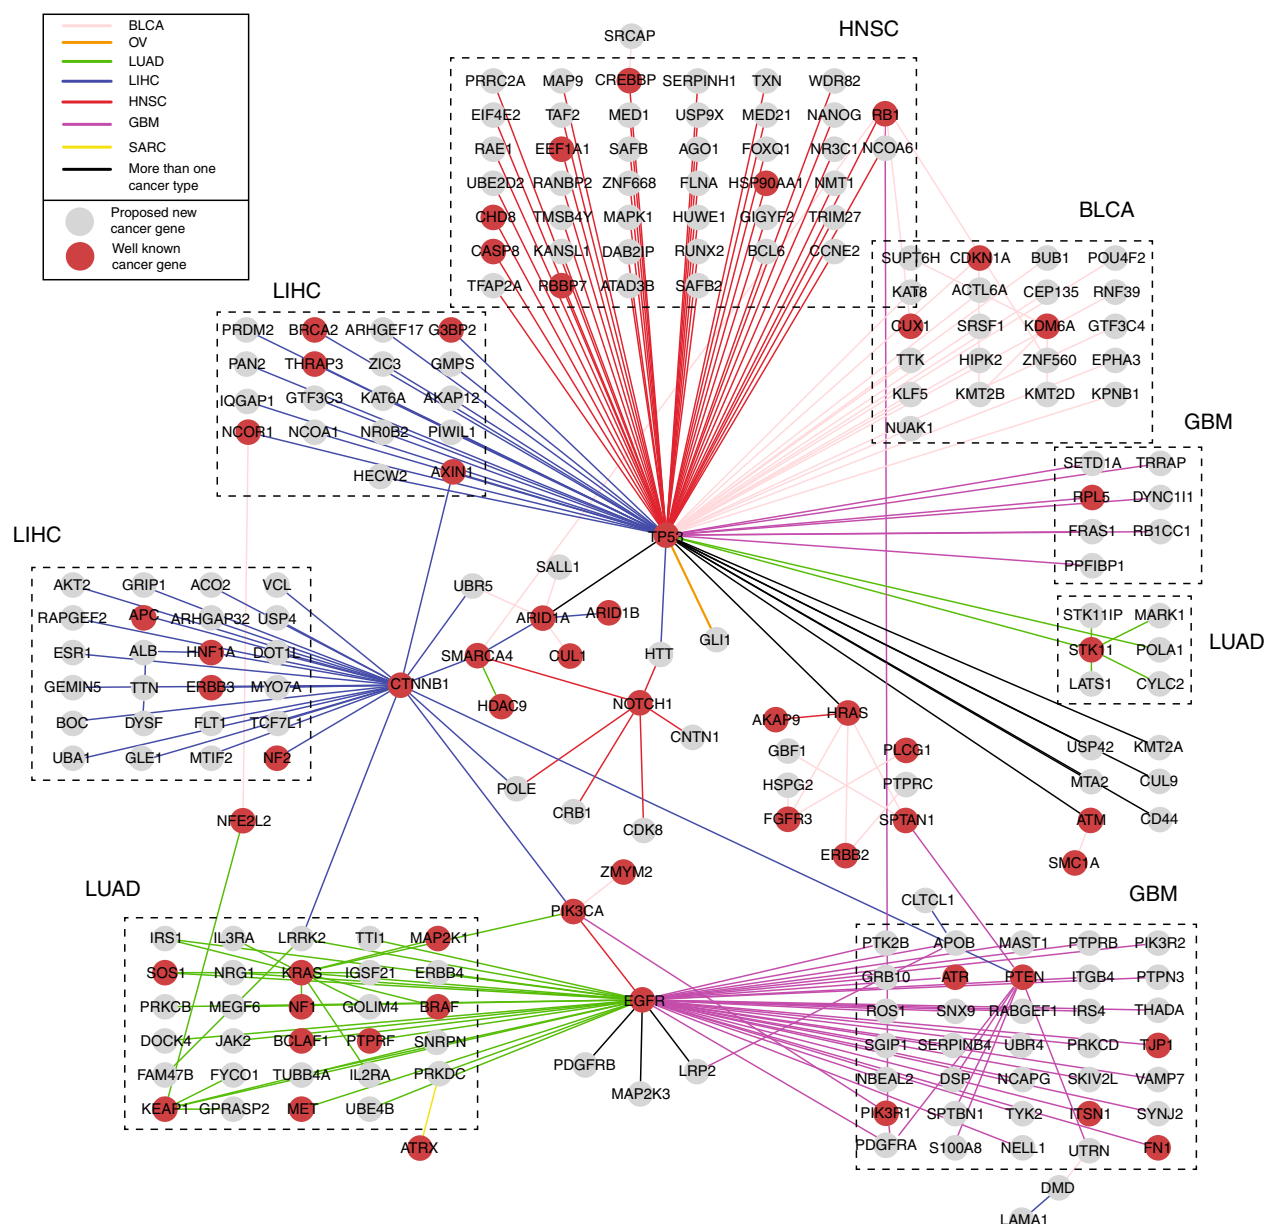 BLCA
OV
LUAD
LIHC
HNSC
GBM
SARC
More than one
cancer type
Proposed new
cancer gene
Well known
cancer gene
SRCAP
HNSC
PRRC2A MAP9 CREBBP SERPINH1 TXN WDR82
EIF4E2 TAF2 MED1 USP9X MED21 NANOG RB1
RAE1 EEF1A1 SAFB AGO1 FOXQ1 NR3C1 NCOA6
UBE2D2 RANBP2 ZNF668 FLNA HSP90AA1 NMT1
CHD8 TMSB4Y MAPK1 HUWE1 GIGYF2 TRIM27
CASP8 KANSL1 DAB2IP RUNX2 BCL6 CCNE2
TFAP2A RBBP7 ATAD3B SAFB2
BLCA
SUPT6H CDKN1A BUB1 POU4F2
KAT8 ACTL6A CEP135 RNF39
CUX1 SRSF1 KDM6A GTF3C4
TTK HIPK2 ZNF560 EPHA3
KLF5 KMT2B KMT2D KPNB1
NUAK1
LIHC
PRDM2 BRCA2 ARHGEF17 G3BP2
PAN2 THRAP3 ZIC3 GMPS
IQGAP1 GTF3C3 KAT6A AKAP12
NCOR1 NCOA1 NR0B2 PIWIL1
HECW2 AXIN1
GBM
SETD1A TRRAP
RPL5 DYNC1I1
FRAS1 RB1CC1
PPFIBP1
TP53
LIHC
AKT2 GRIP1 ACO2 VCL
RAPGEF2 APC ARHGAP32 USP4
ESR1 ALB HNF1A DOT1L
GEMIN5 TTN ERBB3 MYO7A
BOC DYSF FLT1 TCF7L1
UBA1 GLE1 MTIF2 NF2
UBR5 SALL1
ARID1A ARID1B
GLI1
SMARCA4 CUL1 HTT
CTNNB1
HDAC9 NOTCH1
CNTN1
POLE
CRB1
CDK8
STK11IP MARK1
LUAD
STK11 POLA1
LATS1 CYLC2
AKAP9 HRAS
GBF1 PLCG1
HSPG2 PTPRC
FGFR3 SPTAN1
ERBB2
USP42 KMT2A
MTA2 CUL9
ATM CD44
SMC1A
NFE2L2
ZMYM2
PIK3CA
LUAD
IRS1 IL3RA LRRK2 TTI1 MAP2K1
SOS1 NRG1 KRAS IGSF21 ERBB4
PRKCB MEGF6 NF1 GOLIM4 BRAF
DOCK4 JAK2 BCLAF1 PTPRF SNRPN
FAM47B FYCO1 TUBB4A IL2RA PRKDC
KEAP1 GPRASP2 MET UBE4B
ATRX
EGFR
PDGFRB
MAP2K3
LRP2
GBM
CLTCL1
PTK2B APOB MAST1 PTPRB PIK3R2
GRB10 ATR PTEN ITGB4 PTPN3
ROS1 SNX9 RABGEF1 IRS4 THADA
SGIP1 SERPINB4 UBR4 PRKCD TJP1
NBEAL2 DSP NCAPG SKIV2L VAMP7
PIK3R1 SPTBN1 TYK2 ITSN1 SYNJ2
PDGFRA S100A8 NELL1 UTRN FN1
DMD
LAMA1